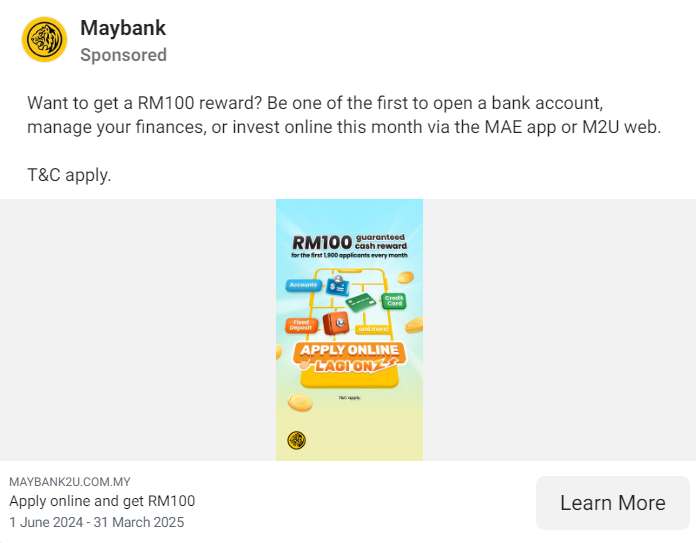 Maybank
Sponsored
Want to get a RM100 reward? Be one of the first to open a bank account,
manage your finances, or invest online this month via the MAE app or M2U web.
T&C apply.
RM100 guaranteed
cash reward
for the first 1,900 applicants every month
Accounts
$
Credit
Card
Fixed
Deposit
and more!
APPLY ONLINE
LAGI ONZ
T&C apply.
MAYBANK2U.COM.MY
Apply online and get RM100
1 June 2024 - 31 March 2025
Learn More